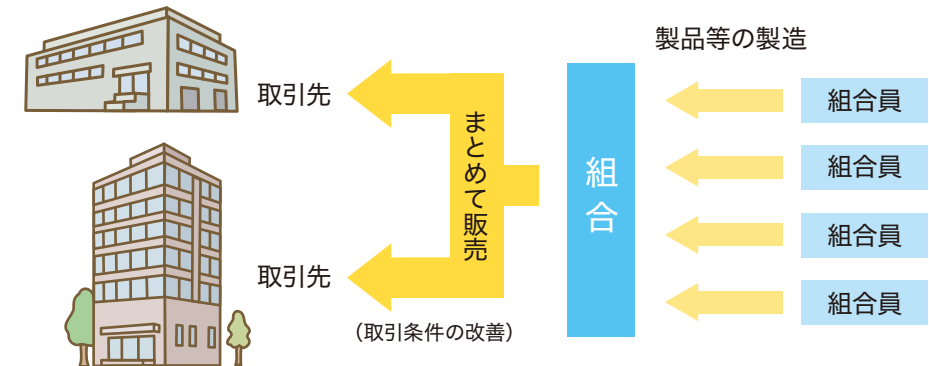 製品等の製造
取引先
まとめて販売
組合
組合員
組合員
組合員
組合員
取引先
（取引条件の改善）